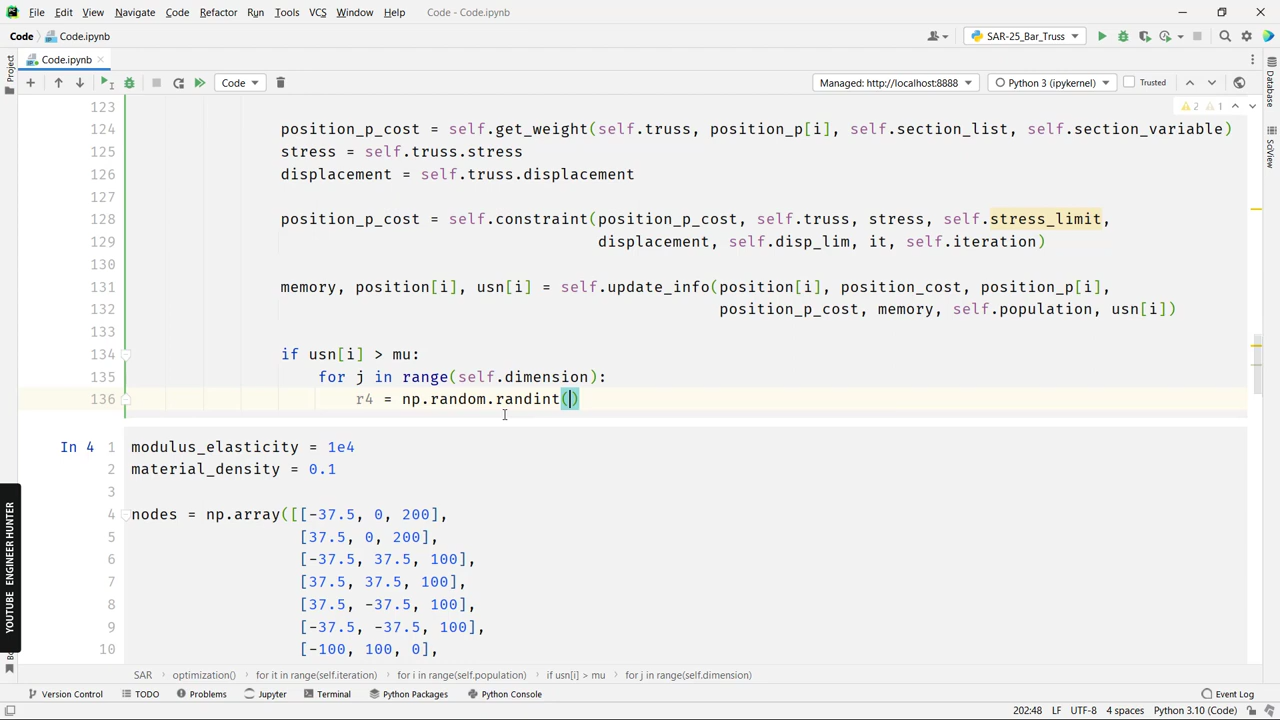 File Edit View Navigate Code Refactor Run Tools VCS Window Help Code - Code.ipynb
Code Code.ipynb SAR-25_Bar_Truss
Project Code.ipynb Database
Code Managed: http://localhost:8888 Python 3 (ipykernel) Trusted
123 2 1
124 position_p_cost = self.get_weight(self.truss, position_p[i], self.section_list, self.section_variable)
125 stress = self.truss.stress SciView
126 displacement = self.truss.displacement
127
128 position_p_cost = self.constraint(position_p_cost, self.truss, stress, self.stress_limit,
129 displacement, self.disp_lim, it, self.iteration)
130
131 memory, position[i], usn[i] = self.update_info(position[i], position_cost, position_p[i],
132 position_p_cost, memory, self.population, usn[i])
133
134 if usn[i] > mu:
135 for j in range(self.dimension):
136 r4 = np.random.randint()
In 4 1 modulus_elasticity = 1e4
2 material_density = 0.1
3
4 nodes = np.array([[-37.5, 0, 200],
5 [37.5, 0, 200],
6 [-37.5, 37.5, 100],
7 [37.5, 37.5, 100],
8 [37.5, -37.5, 100],
9 [-37.5, -37.5, 100],
10 [-100, 100, 0],
YOUTUBE ENGINEER HUNTER
SAR optimization() for it in range(self.iteration) for i in range(self.population) if usn[i] > mu for j in range(self.dimension)
Version Control TODO Problems Jupyter Terminal Python Packages Python Console Event Log
202:48 LF UTF-8 4 spaces Python 3.10 (Code)